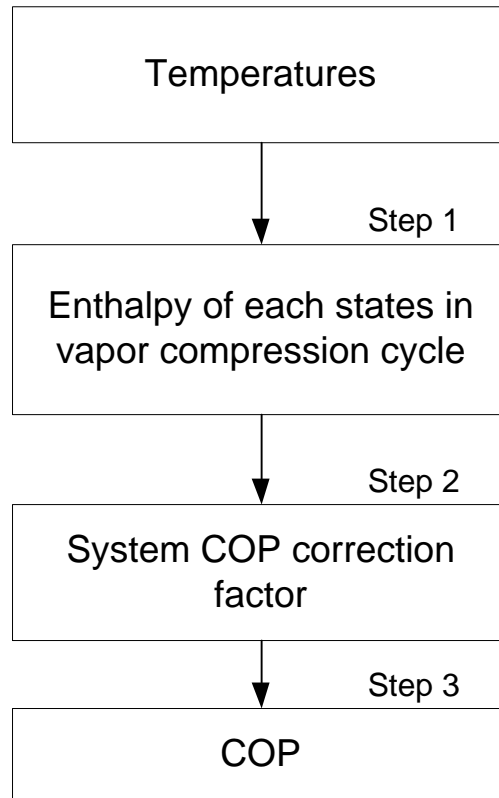 Temperatures
Step 1
Enthalpy of each states in
vapor compression cycle
Step 2
System COP correction
factor
Step 3
COP